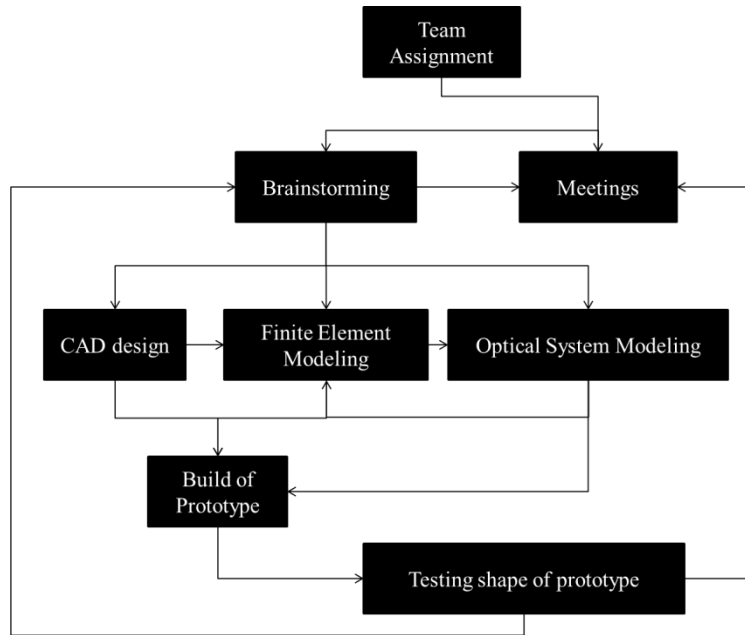 Team
Assignment
Brainstorming
Meetings
CAD design
Finite Element
Modeling
Optical System Modeling
Build of
Prototype
Testing shape of prototype